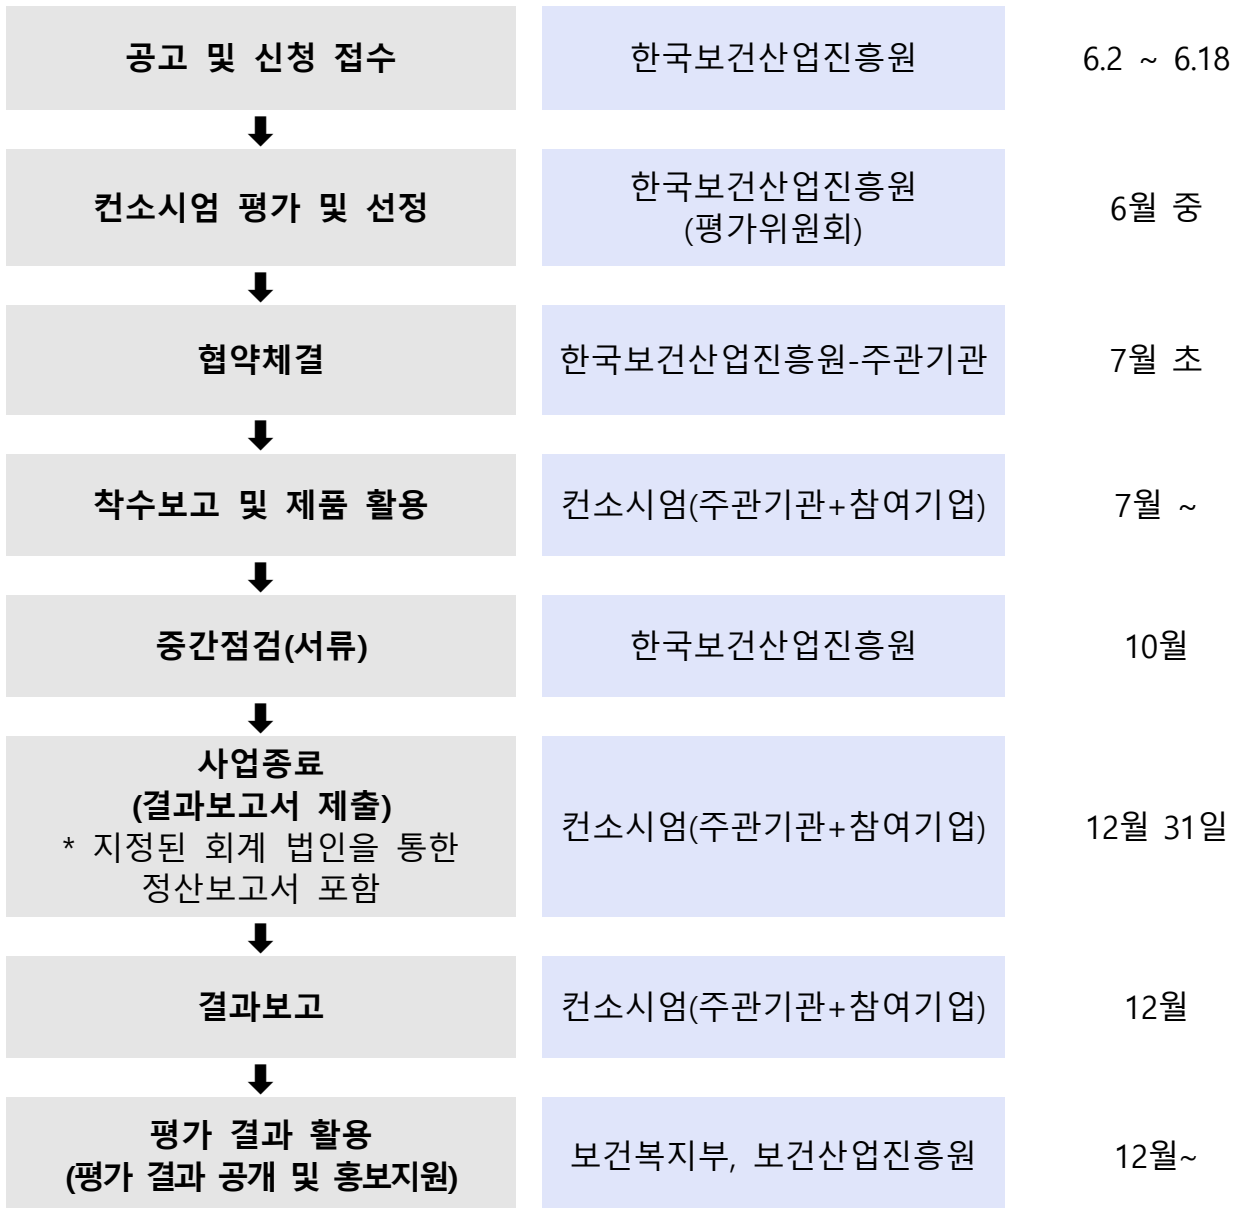 공고 및 신청 접수
한국보건산업진흥원
6.2 ~ 6.18
컨소시엄 평가 및 선정
한국보건산업진흥원
(평가위원회)
6월 중
협약체결
한국보건산업진흥원-주관기관
7월 초
착수보고 및 제품 활용
컨소시엄(주관기관+참여기업)
7월 ~
중간점검(서류)
한국보건산업진흥원
10월
사업종료
(결과보고서 제출)
* 지정된 회계 법인을 통한
정산보고서 포함
컨소시엄(주관기관+참여기업)
12월 31일
결과보고
컨소시엄(주관기관+참여기업)
12월
평가 결과 활용
(평가 결과 공개 및 홍보지원)
보건복지부, 보건산업진흥원
12월~